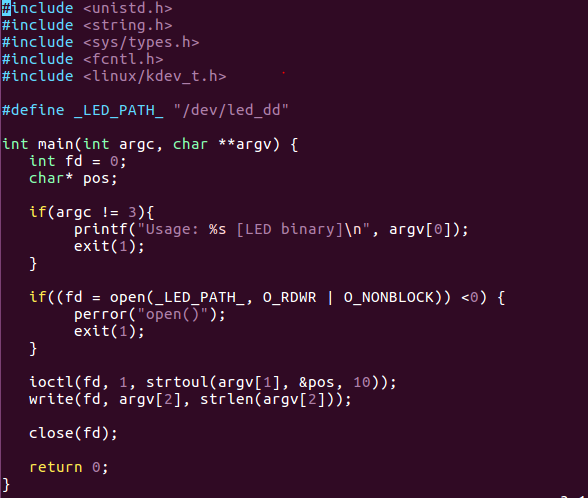 #include <unistd.h>
#include <string.h>
#include <sys/types.h>
#include <fcntl.h>
#include <linux/kdev_t.h>

#define _LED_PATH_ "/dev/led_dd"

int main(int argc, char **argv) {
   int fd = 0;
   char* pos;

   if(argc != 3){
        printf("Usage: %s [LED binary]\n", argv[0]);
        exit(1);
   }

   if((fd = open(_LED_PATH_, O_RDWR | O_NONBLOCK)) <0) {
        perror("open()");
        exit(1);
   }

   ioctl(fd, 1, strtoul(argv[1], &pos, 10));
   write(fd, argv[2], strlen(argv[2]));

   close(fd);

   return 0;
}